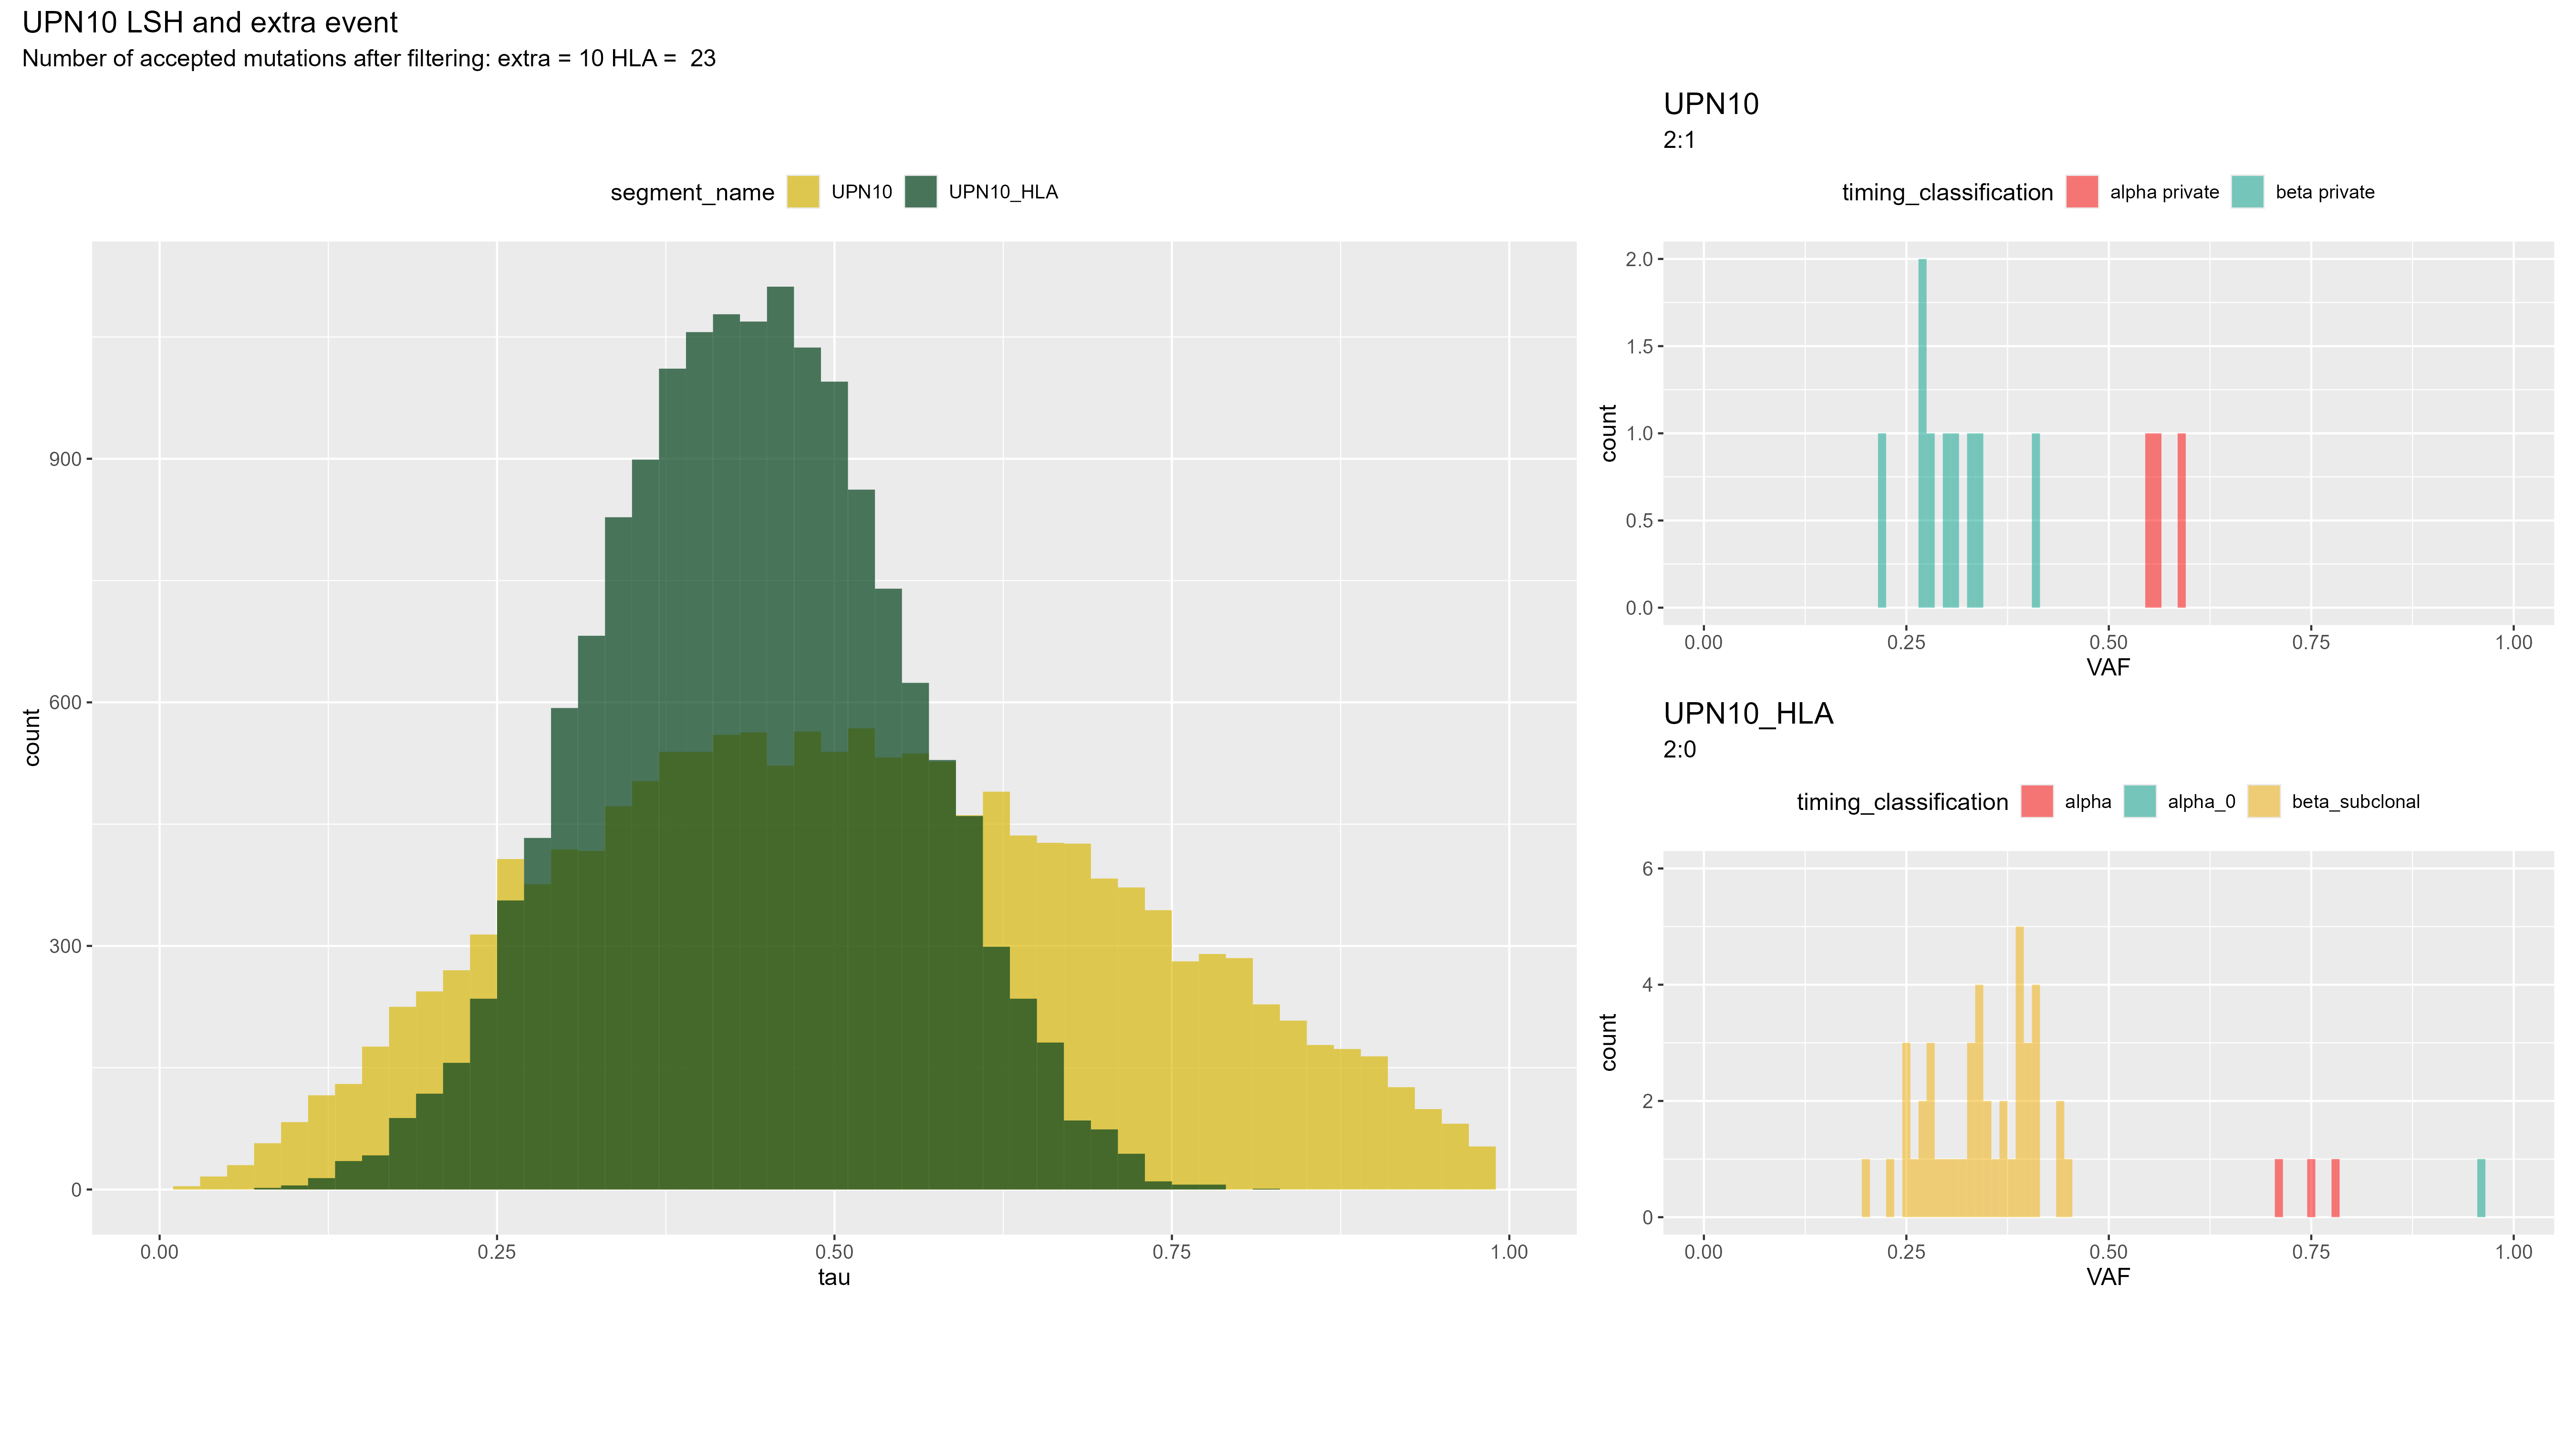 UPN10 LSH and extra event
Number of accepted mutations after filtering: extra = 10 HLA =  23
segment_name UPN10 UPN10_HLA
count
900
600
300
0
0.00 0.25 0.50 0.75 1.00
tau
UPN10
2:1
timing_classification alpha private beta private
count
2.0
1.5
1.0
0.5
0.0
0.00 0.25 0.50 0.75 1.00
VAF
UPN10_HLA
2:0
timing_classification alpha alpha_0 beta_subclonal
count
6
4
2
0
0.00 0.25 0.50 0.75 1.00
VAF